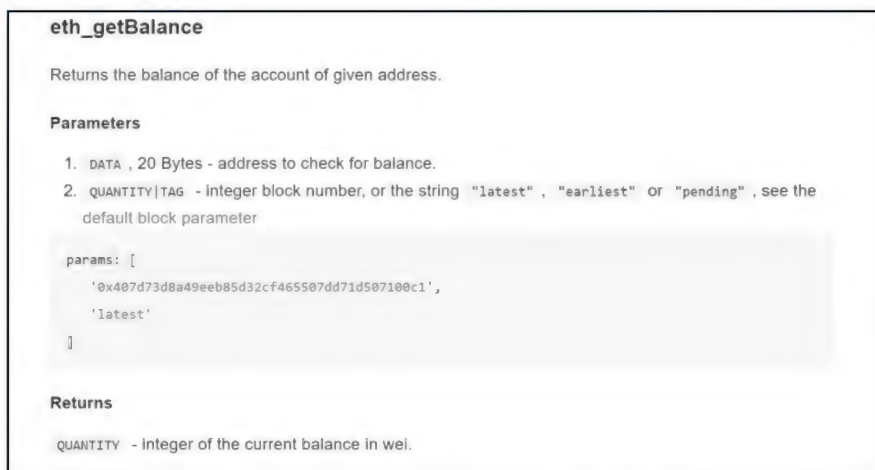 eth_getBalance
Returns the balance of the account of given address.
Parameters
1. DATA , 20 Bytes - address to check for balance.
2. QUANTITY|TAG - integer block number, or the string "latest" , "earliest" or "pending" , see the
default block parameter
params: [
'0x407d73d8a49eeb85d32cf465507dd71d507100c1',
'latest'
]
Returns
QUANTITY - integer of the current balance in wei.